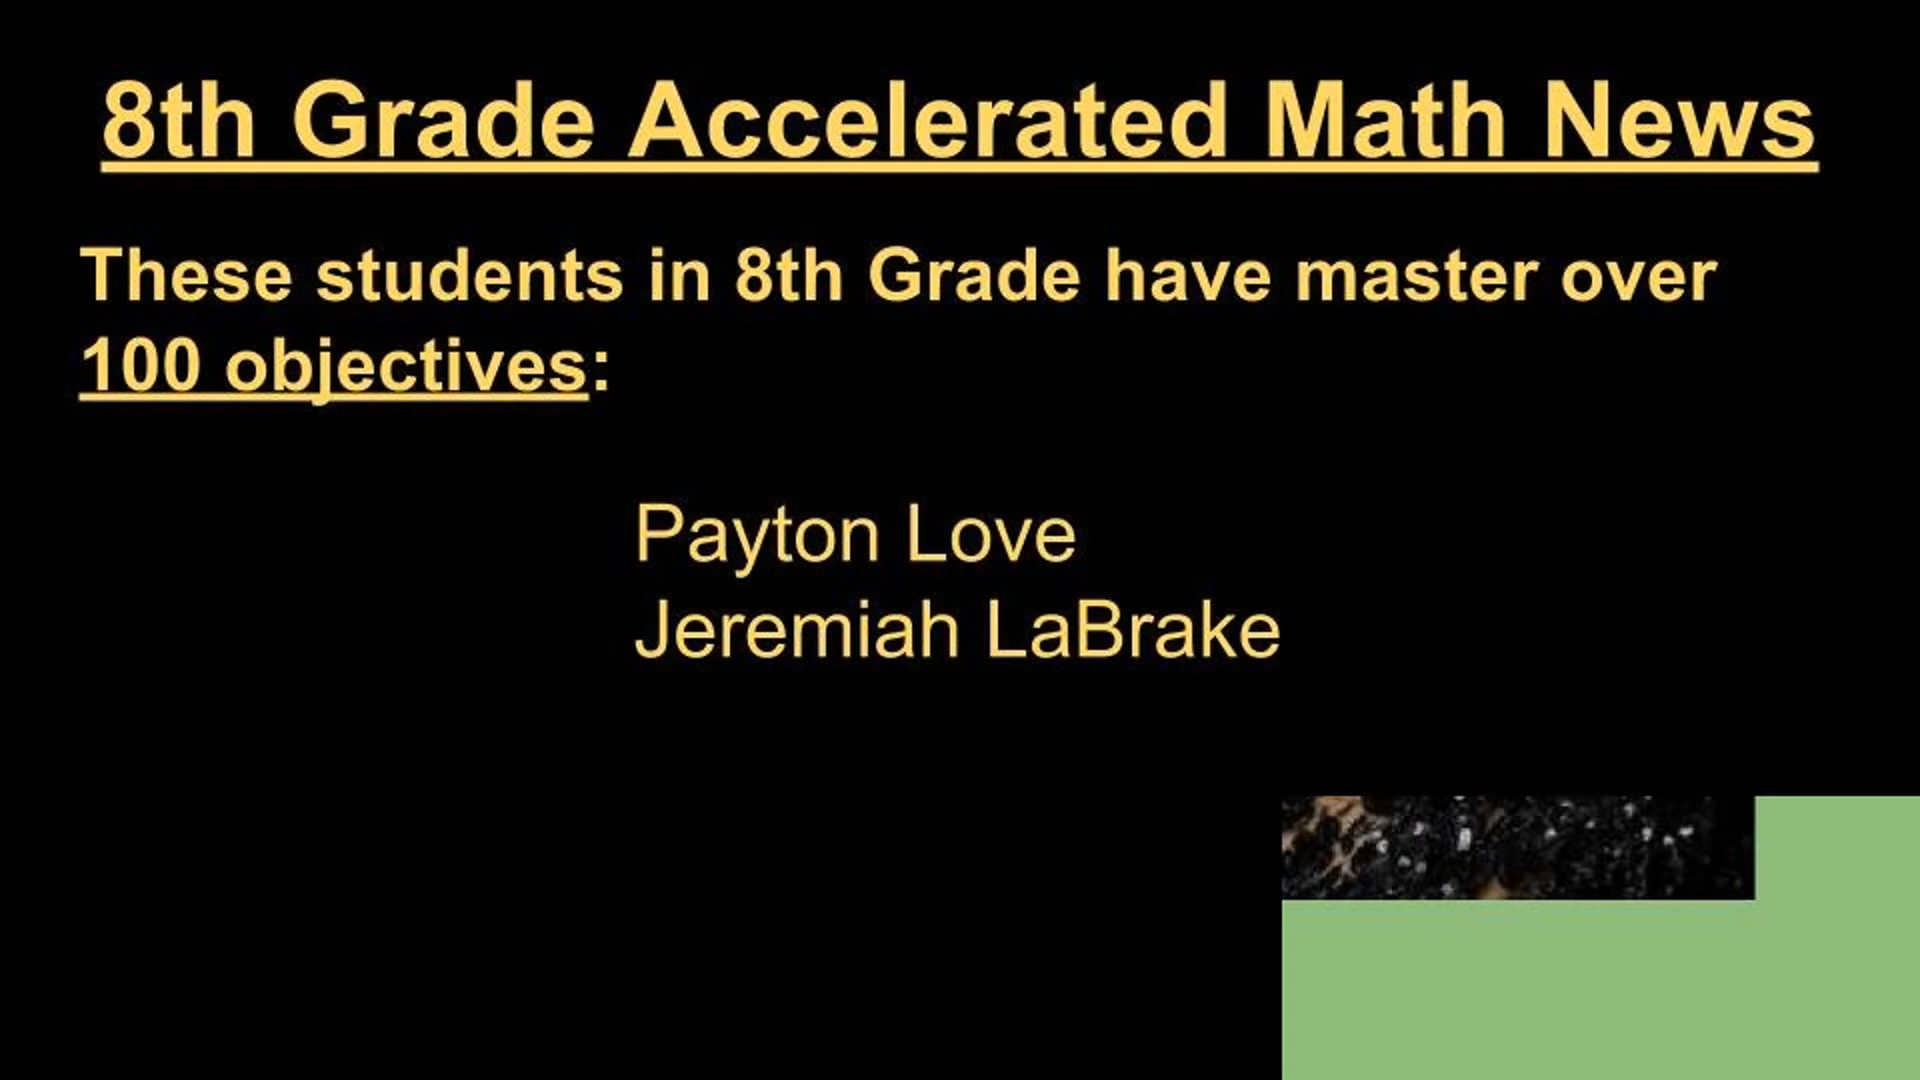 8th Grade Accelerated Math News
These students in 8th Grade have master over
100 objectives:
Payton Love
Jeremiah LaBrake